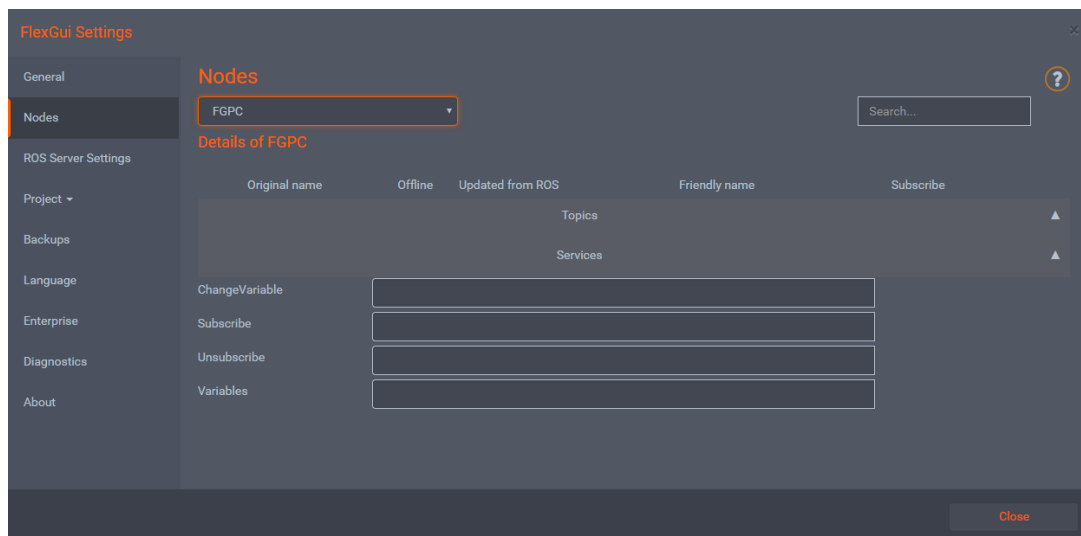 FlexGui Settings
General
Nodes
ROS Server Settings
Project
Backups
Language
Enterprise
Diagnostics
About
Nodes
?
FGPC
Search...
Details of FGPC
Original name Offline Updated from ROS Friendly name Subscribe
Topics
Services
ChangeVariable
Subscribe
Unsubscribe
Variables
Close